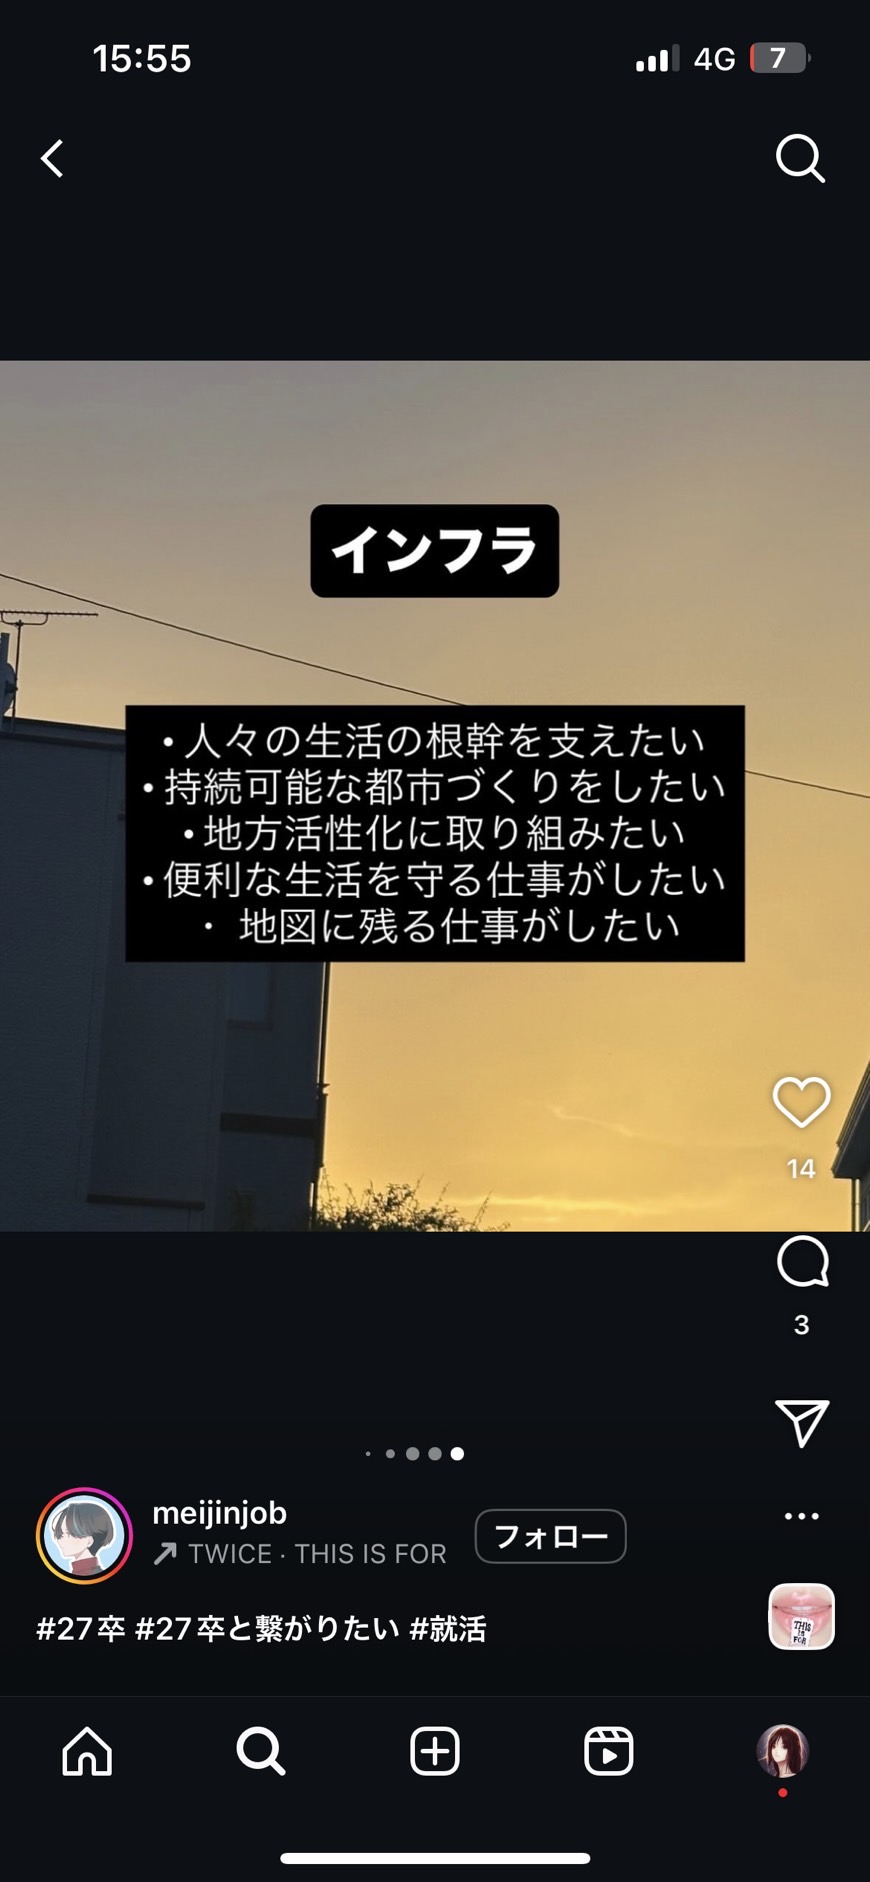 15:55
4G
7
インフラ
•人々の生活の根幹を支えたい
•持続可能な都市づくりをしたい
•地方活性化に取り組みたい
•便利な生活を守る仕事がしたい
・ 地図に残る仕事がしたい
14
3
meijinjob
フォロー
TWICE · THIS IS FOR
#27卒 #27卒と繋がりたい #就活
THIS
IS
FOR